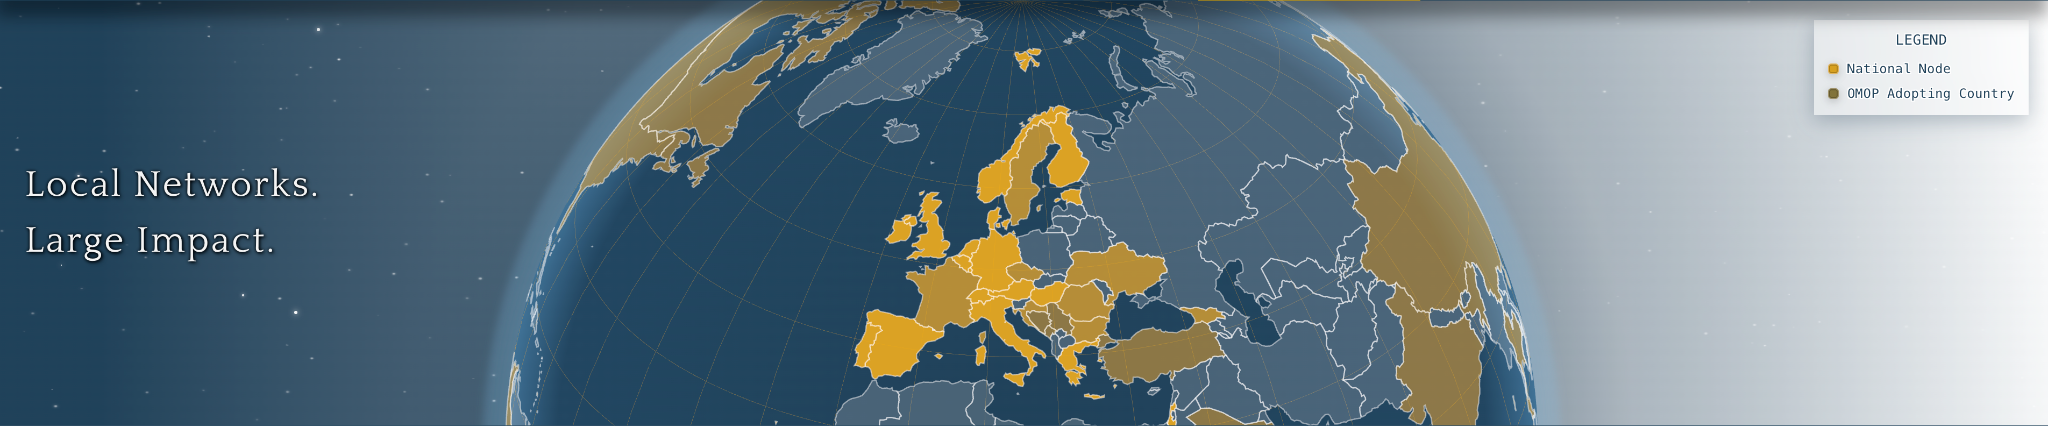 Local Networks.
Large Impact.
LEGEND
National Node
OMOP Adopting Country